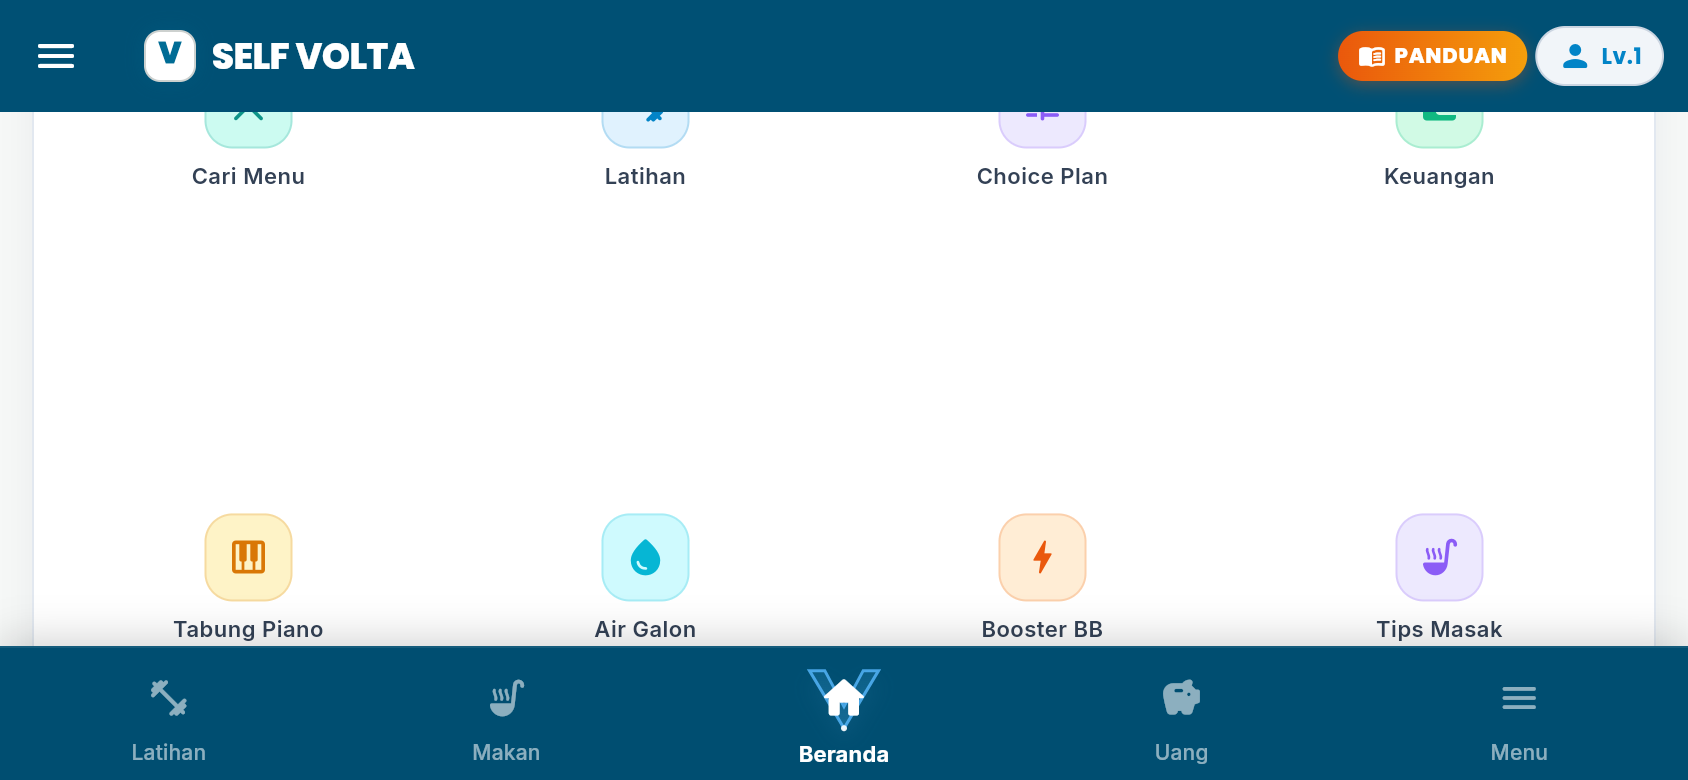 V SELF VOLTA
PANDUAN
Lv.1
Cari Menu
Latihan
Choice Plan
Keuangan
Tabung Piano
Air Galon
Booster BB
Tips Masak
Latihan
Makan
Beranda
Uang
Menu